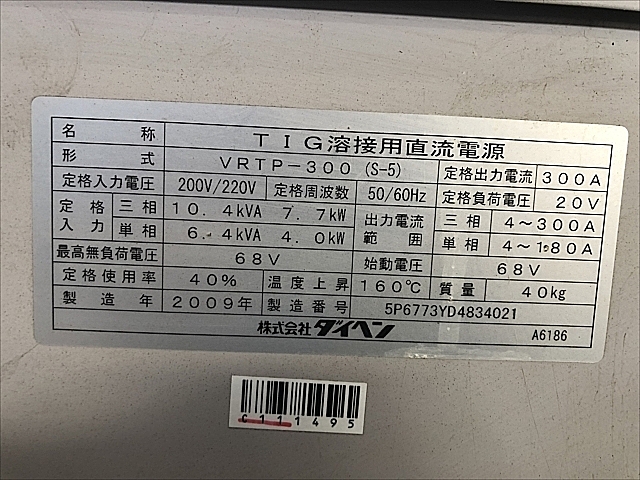 名 称 TIG溶接用直流電源
形 式 VRTP-300 (S-5) 定格出力電流 300A
定格入力電圧 200V/220V 定格周波数 50/60Hz 定格負荷電圧 20V
定格入力 三相 10.4kVA 7.7kW 出力電流範囲 三相 4〜300A
単相 6.4kVA 4.0kW 単相 4〜180A
最高無負荷電圧 68V 始動電圧 68V
定格使用率 40% 温度上昇 160℃ 質量 40kg
製造年 2009年 製造番号 5P6773YD4834021
株式会社ダイヘン A6186
C111495